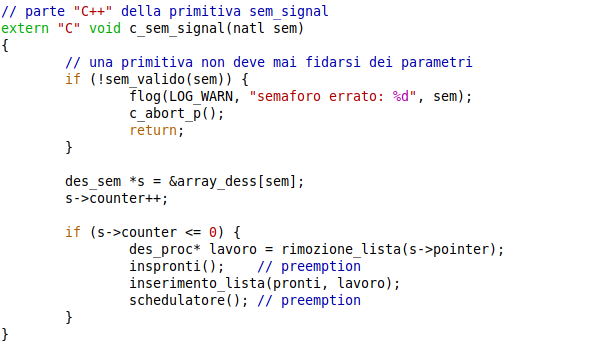 // parte "C++" della primitiva sem_signal
extern "C" void c_sem_signal(natl sem)
{
        // una primitiva non deve mai fidarsi dei parametri
        if (!sem_valido(sem)) {
                flog(LOG_WARN, "semaforo errato: %d", sem);
                c_abort_p();
                return;
        }

        des_sem *s = &array_dess[sem];
        s->counter++;

        if (s->counter <= 0) {
                des_proc* lavoro = rimozione_lista(s->pointer);
                inspronti();    // preemption
                inserimento_lista(pronti, lavoro);
                schedulatore(); // preemption
        }
}